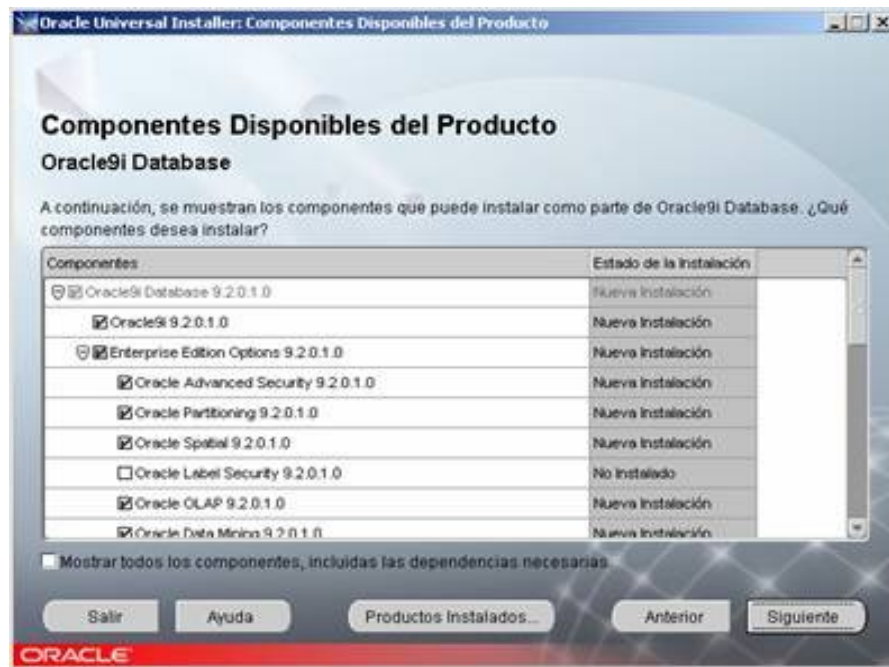 Oracle Universal Installer: Componentes Disponibles del Producto
Componentes Disponibles del Producto
Oracle9i Database
A continuación, se muestran los componentes que puede instalar como parte de Oracle9i Database. ¿Qué
componentes desea instalar?
Componentes Estado de la Instalación
Oracle9i Database 9.2.0.1.0 Nueva Instalación
Oracle9i 9.2.0.1.0 Nueva Instalación
Enterprise Edition Options 9.2.0.1.0 Nueva Instalación
Oracle Advanced Security 9.2.0.1.0 Nueva Instalación
Oracle Partitioning 9.2.0.1.0 Nueva Instalación
Oracle Spatial 9.2.0.1.0 Nueva Instalación
Oracle Label Security 9.2.0.1.0 No Instalado
Oracle OLAP 9.2.0.1.0 Nueva Instalación
Oracle Data Mining 9.2.0.1.0 Nueva Instalación
Mostrar todos los componentes, incluidas las dependencias necesarias
Salir Ayuda Productos Instalados... Anterior Siguiente
ORACLE